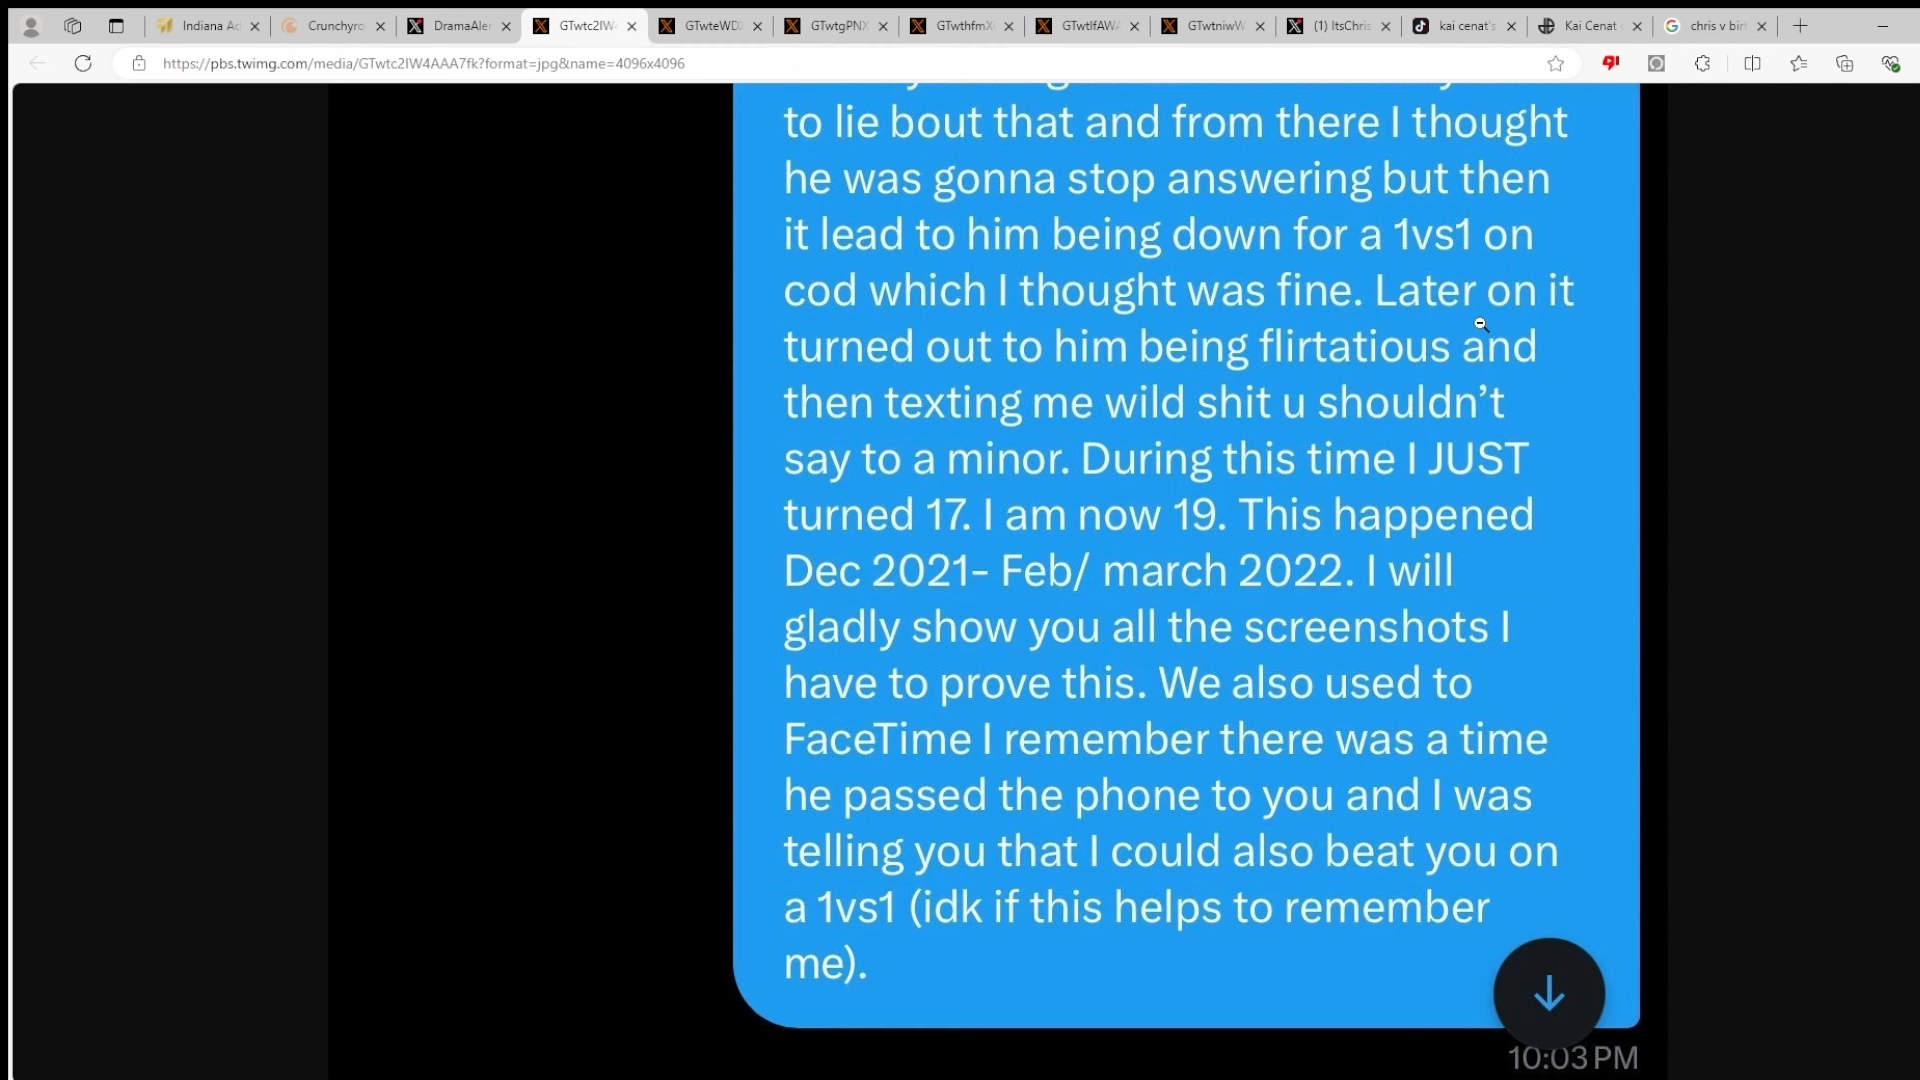 Indiana Ac
Crunchyro
DramaAler
GTwtc2IW
GTwteWD
GTwtgPN
GTwthfmX
GTwtlfAW
GTwtniwW
(1) ItsChris
kai cenat's
Kai Cenat
chris v birt
https://pbs.twimg.com/media/GTwtc2IW4AAA7fk?format=jpg&name=4096x4096
to lie bout that and from there I thought
he was gonna stop answering but then
it lead to him being down for a 1vs1 on
cod which I thought was fine. Later on it
turned out to him being flirtatious and
then texting me wild shit u shouldn’t
say to a minor. During this time I JUST
turned 17. I am now 19. This happened
Dec 2021- Feb/ march 2022. I will
gladly show you all the screenshots I
have to prove this. We also used to
FaceTime I remember there was a time
he passed the phone to you and I was
telling you that I could also beat you on
a 1vs1 (idk if this helps to remember
me).
10:03 PM